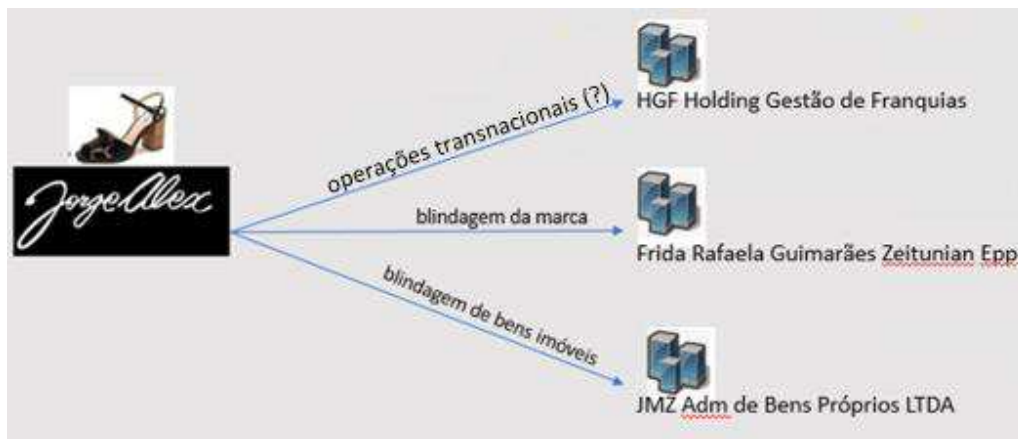 operações transnacionais (?)
HGF Holding Gestão de Franquias
Jorge Alex
blindagem da marca
Frida Rafaela Guimarães Zeitunian Epp
blindagem de bens imóveis
JMZ Adm de Bens Próprios LTDA